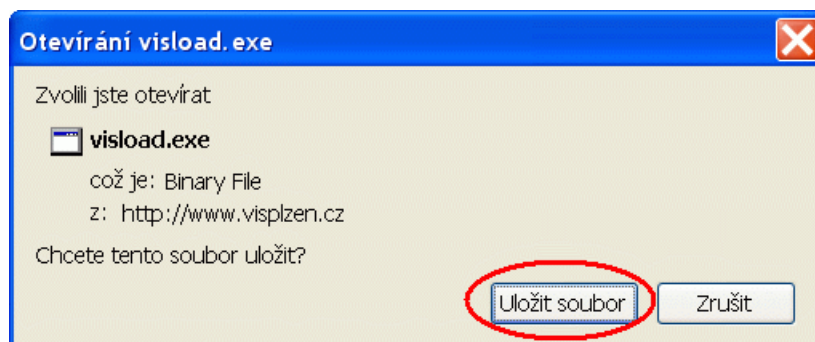 Otevírání visload.exe
Zvolili jste otevírat
visload.exe
což je: Binary File
z: http://www.visplzen.cz
Chcete tento soubor uložit?
Uložit soubor Zrušit